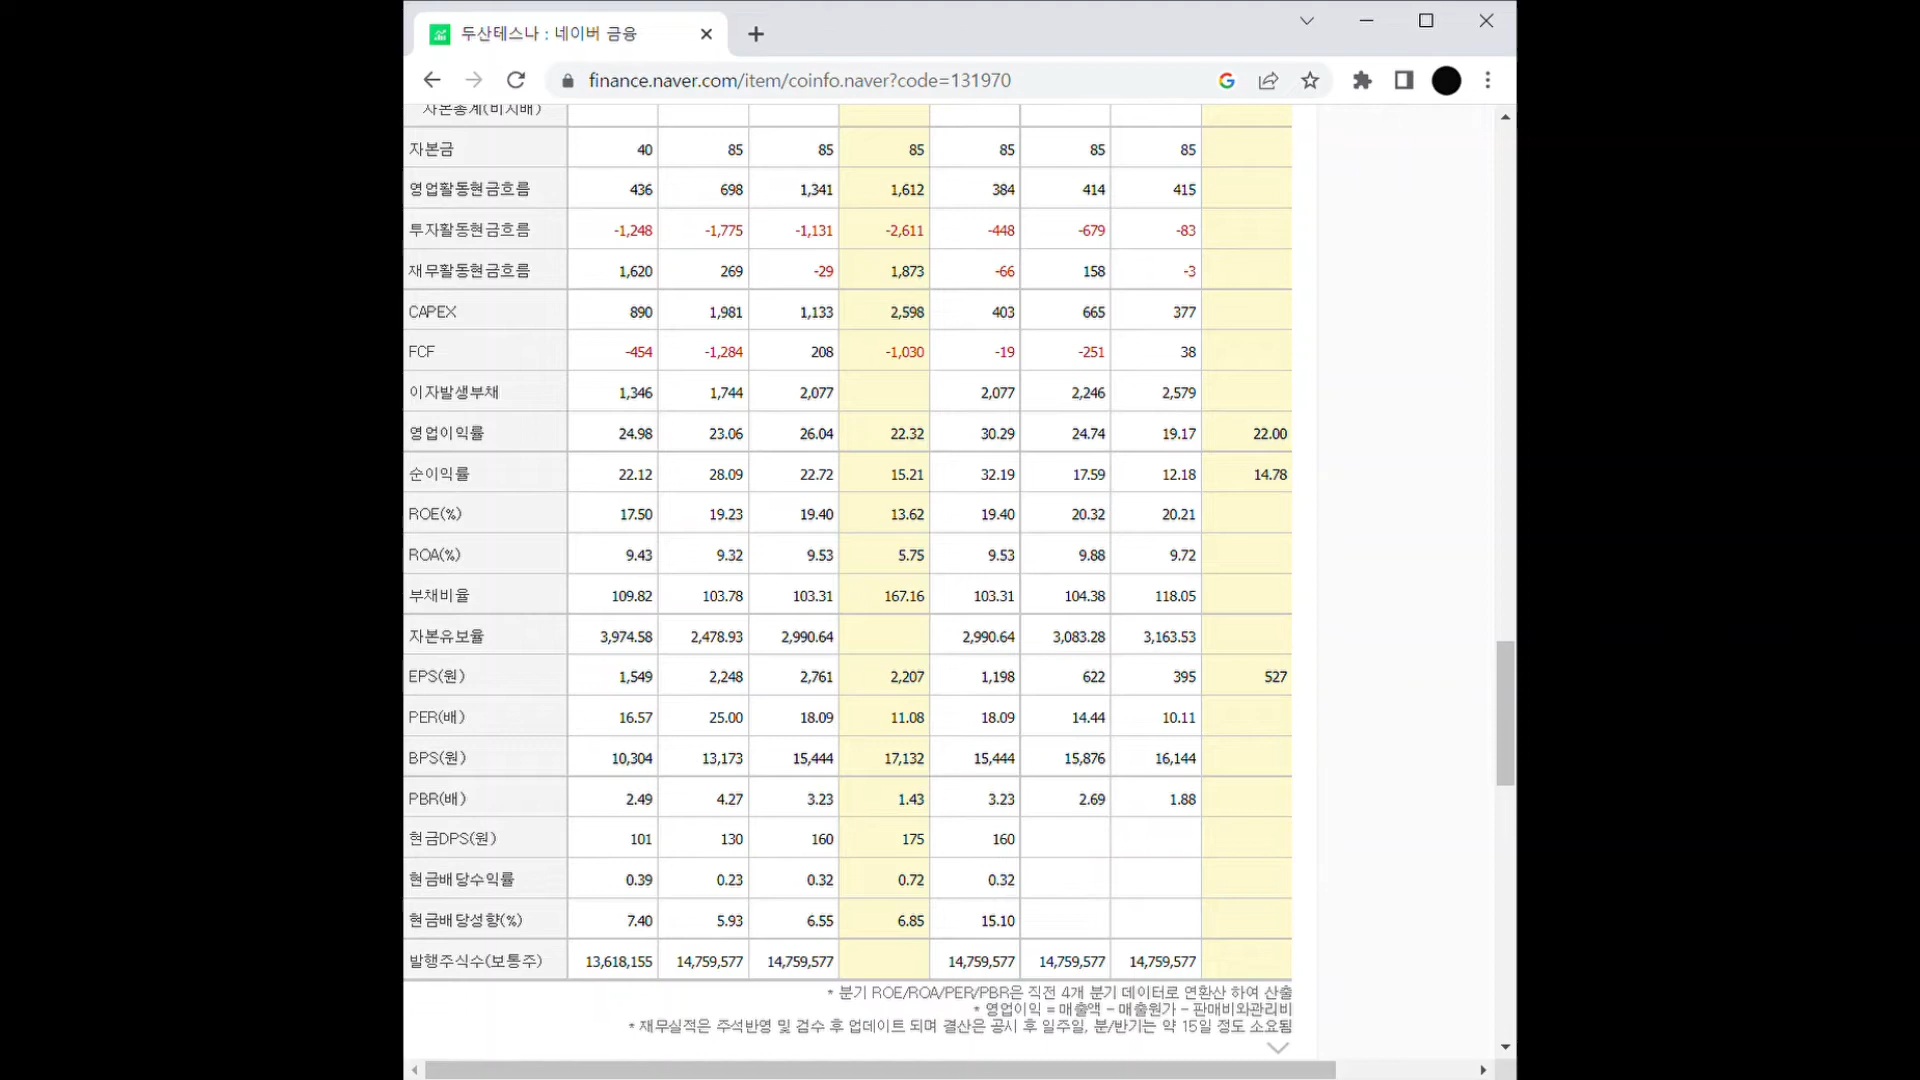 두산테스나 : 네이버 금융
finance.naver.com/item/coinfo.naver?code=131970
자본총계(비지배)
자본금 40 85 85 85 85 85 85
영업활동현금흐름 436 698 1,341 1,612 384 414 415
투자활동현금흐름 -1,248 -1,775 -1,131 -2,611 -448 -679 -83
재무활동현금흐름 1,620 269 -29 1,873 -66 158 -3
CAPEX 890 1,981 1,133 2,598 403 665 377
FCF -454 -1,284 208 -1,030 -19 -251 38
이자발생부채 1,346 1,744 2,077 2,077 2,246 2,579
영업이익률 24.98 23.06 26.04 22.32 30.29 24.74 19.17 22.00
순이익률 22.12 28.09 22.72 15.21 32.19 17.59 12.18 14.78
ROE(%) 17.50 19.23 19.40 13.62 19.40 20.32 20.21
ROA(%) 9.43 9.32 9.53 5.75 9.53 9.88 9.72
부채비율 109.82 103.78 103.31 167.16 103.31 104.38 118.05
자본유보율 3,974.58 2,478.93 2,990.64 2,990.64 3,083.28 3,163.53
EPS(원) 1,549 2,248 2,761 2,207 1,198 622 395 527
PER(배) 16.57 25.00 18.09 11.08 18.09 14.44 10.11
BPS(원) 10,304 13,173 15,444 17,132 15,444 15,876 16,144
PBR(배) 2.49 4.27 3.23 1.43 3.23 2.69 1.88
현금DPS(원) 101 130 160 175 160
현금배당수익률 0.39 0.23 0.32 0.72 0.32
현금배당성향(%) 7.40 5.93 6.55 6.85 15.10
발행주식수(보통주) 13,618,155 14,759,577 14,759,577 14,759,577 14,759,577 14,759,577
* 분기 ROE/ROA/PER/PBR은 직전 4개 분기 데이터로 연환산 하여 산출
* 영업이익 = 매출액 - 매출원가 - 판매비와관리비
* 재무실적은 주석반영 및 검수 후 업데이트 되며 결산은 공시 후 일주일, 분/반기는 약 15일 정도 소요됨